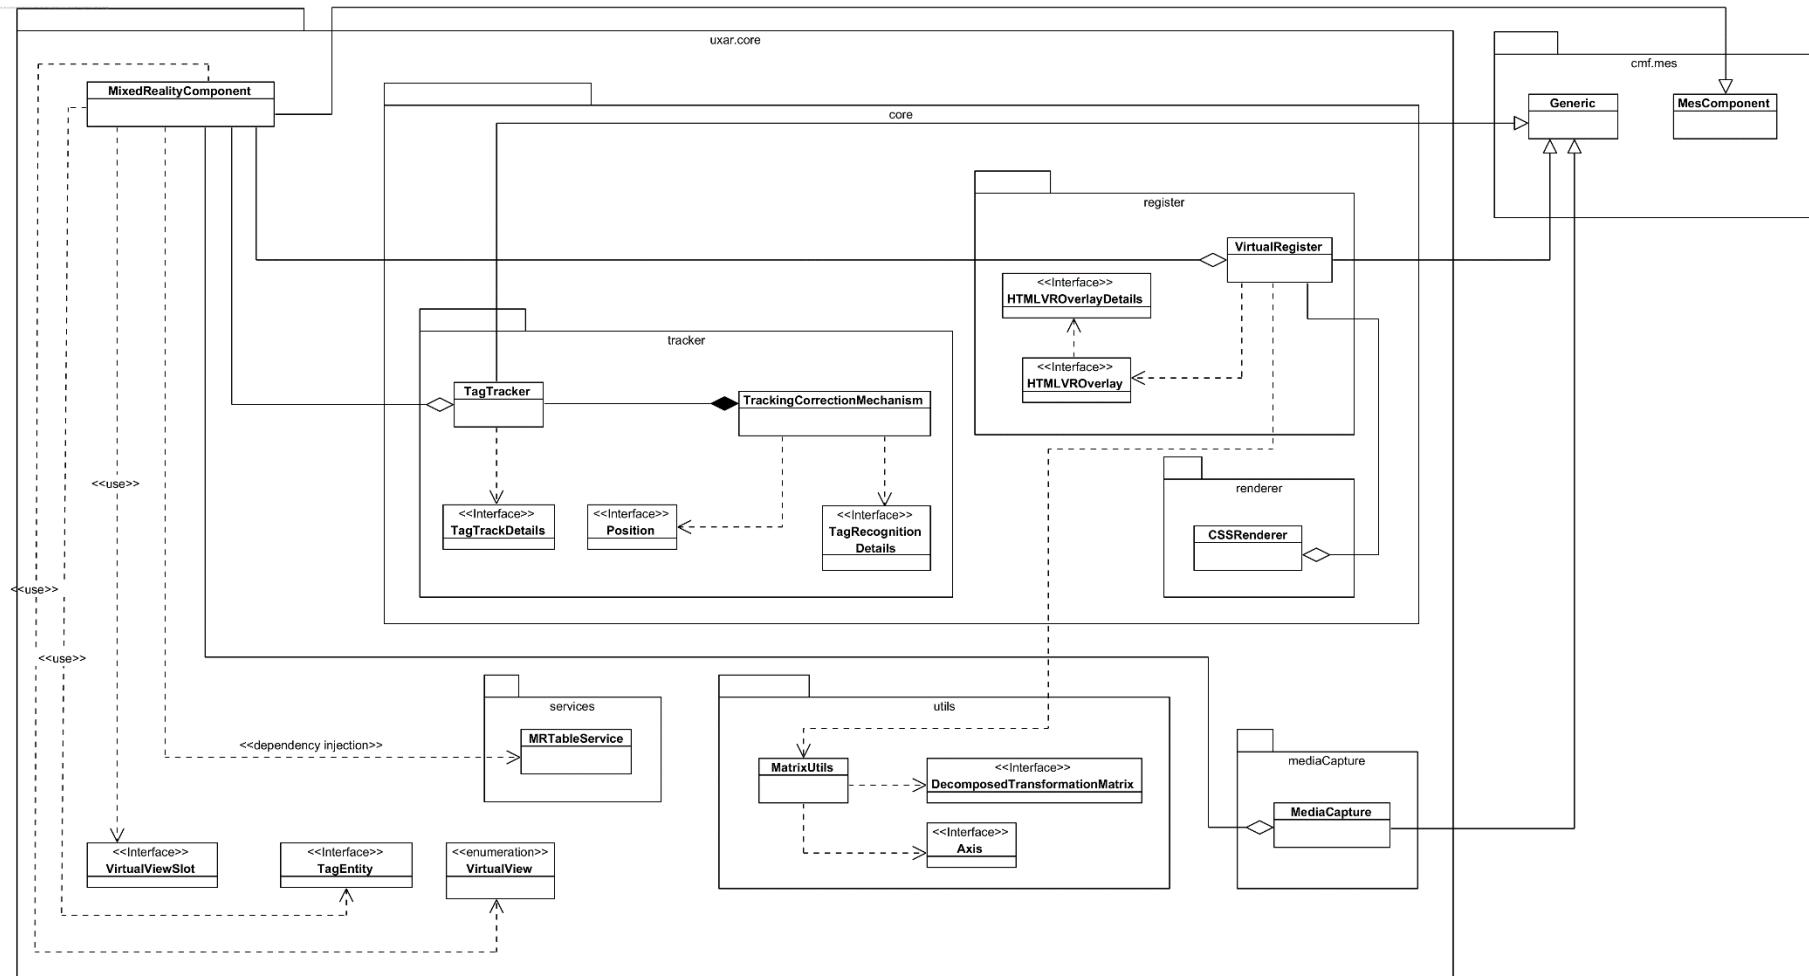 uxar.core
cmf.mes
MixedRealityComponent
Generic
MesComponent
core
register
VirtualRegister
<<Interface>>
HTMLVROverlayDetails
tracker
<<Interface>>
HTMLVROverlay
TagTracker
TrackingCorrectionMechanism
<<use>>
renderer
<<Interface>>
TagTrackDetails
<<Interface>>
Position
<<Interface>>
TagRecognition
Details
CSSRenderer
<<use>>
<<use>>
services
utils
MRTableService
<<dependency injection>>
mediaCapture
MatrixUtils
<<Interface>>
DecomposedTransformationMatrix
MediaCapture
<<Interface>>
Axis
<<Interface>>
VirtualViewSlot
<<Interface>>
TagEntity
<<enumeration>>
VirtualView